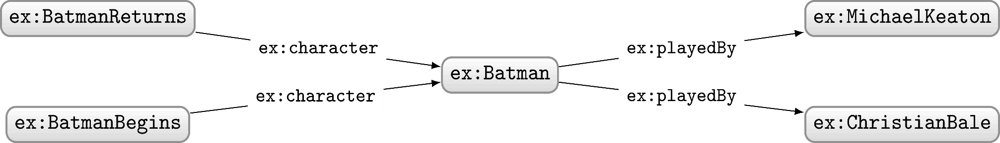 ex:BatmanReturns
ex:MichaelKeaton
ex:character
ex:playedBy
ex:Batman
ex:character
ex:playedBy
ex:BatmanBegins
ex:ChristianBale